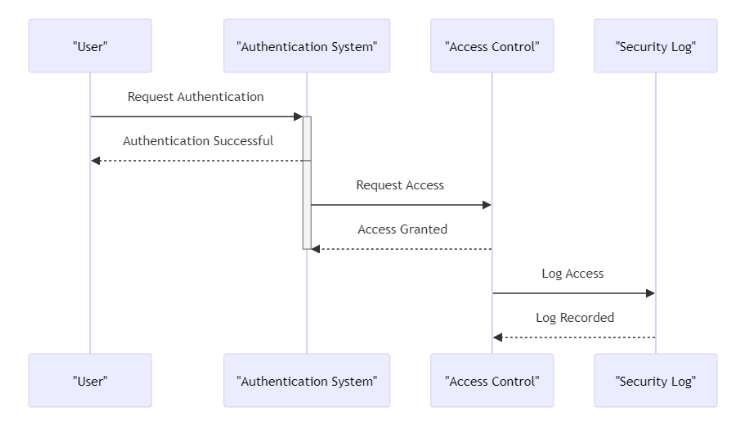 "User"
"Authentication System"
"Access Control"
"Security Log"
Request Authentication
Authentication Successful
Request Access
Access Granted
Log Access
Log Recorded
"User"
"Authentication System"
"Access Control"
"Security Log"